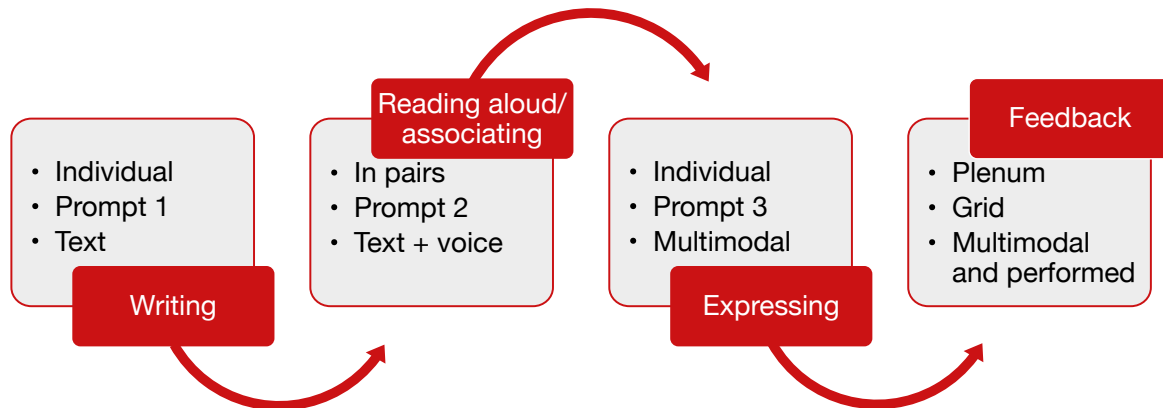 • Individual
• Prompt 1
• Text
Writing
Reading aloud/
associating
• In pairs
• Prompt 2
• Text + voice
• Individual
• Prompt 3
• Multimodal
Expressing
Feedback
• Plenum
• Grid
• Multimodal
and performed